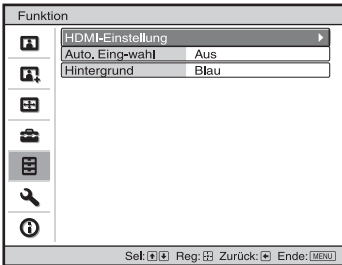 Funktion
HDMI-Einstellung
Auto. Eing-wahl Aus
Hintergrund Blau
Sel: Reg: Zurück: Ende: MENU